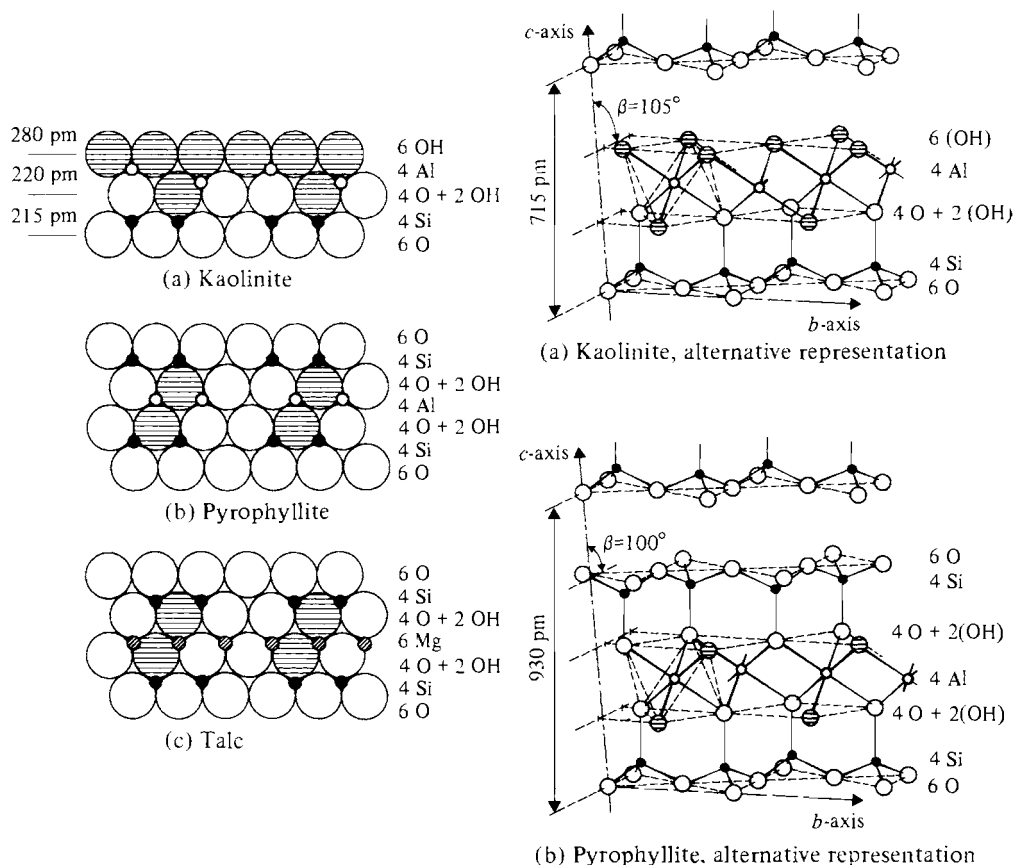 280 pm
220 pm
215 pm
6 OH
4 Al
4 O + 2 OH
4 Si
6 O
(a) Kaolinite
6 O
4 Si
4 O + 2 OH
4 Al
4 O + 2 OH
4 Si
6 O
(b) Pyrophyllite
6 O
4 Si
4 O + 2 OH
6 Mg
4 O + 2 OH
4 Si
6 O
(c) Talc
c-axis
β=105°
715 pm
6 (OH)
4 Al
4 O + 2 (OH)
4 Si
6 O
b-axis
(a) Kaolinite, alternative representation
c-axis
β=100°
930 pm
6 O
4 Si
4 O + 2(OH)
4 Al
4 O + 2(OH)
4 Si
6 O
b-axis
(b) Pyrophyllite, alternative representation